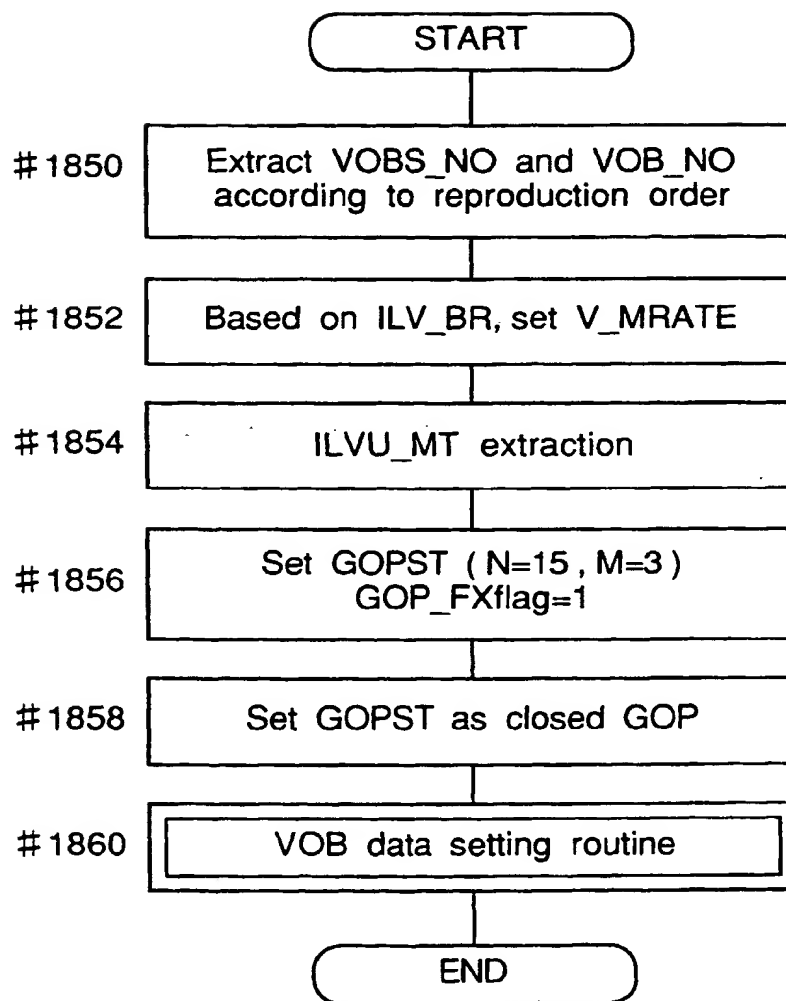 START
#1850
Extract VOBS_NO and VOB_NO
according to reproduction order
#1852
Based on ILV_BR, set V_MRATE
#1854
ILVU_MT extraction
#1856
Set GOPST (N=15, M=3)
GOP_FXflag=1
#1858
Set GOPST as closed GOP
#1860
VOB data setting routine
END